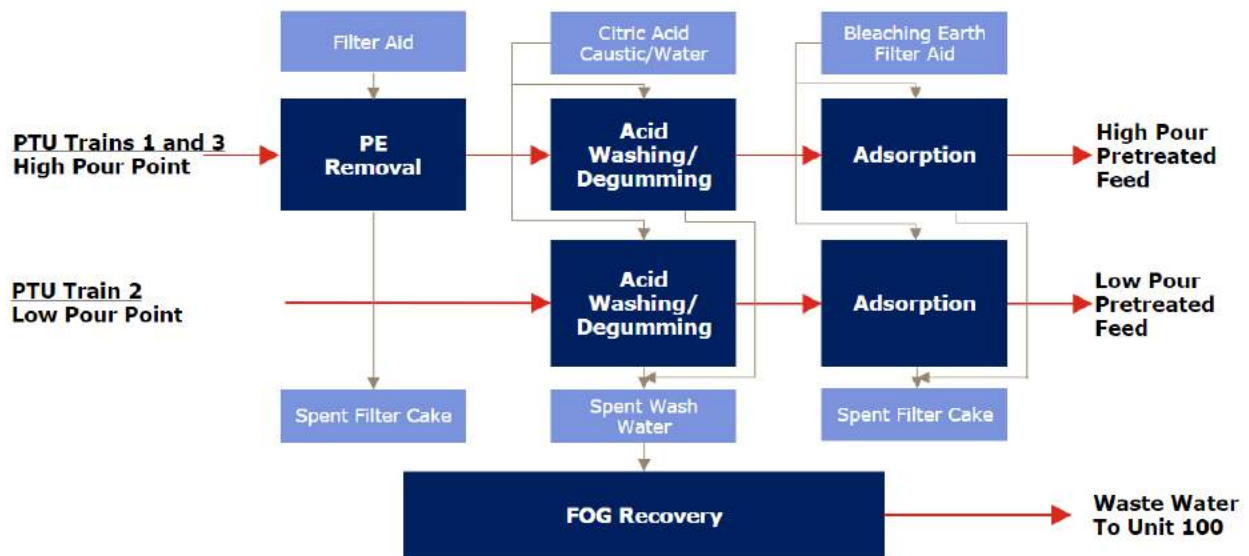 Filter Aid
Citric Acid
Caustic/Water
Bleaching Earth
Filter Aid
PTU Trains 1 and 3
High Pour Point
PE
Removal
Acid
Washing/
Degumming
Adsorption
High Pour
Pretreated
Feed
PTU Train 2
Low Pour Point
Acid
Washing/
Degumming
Adsorption
Low Pour
Pretreated
Feed
Spent Filter Cake
Spent Wash
Water
Spent Filter Cake
FOG Recovery
Waste Water
To Unit 100